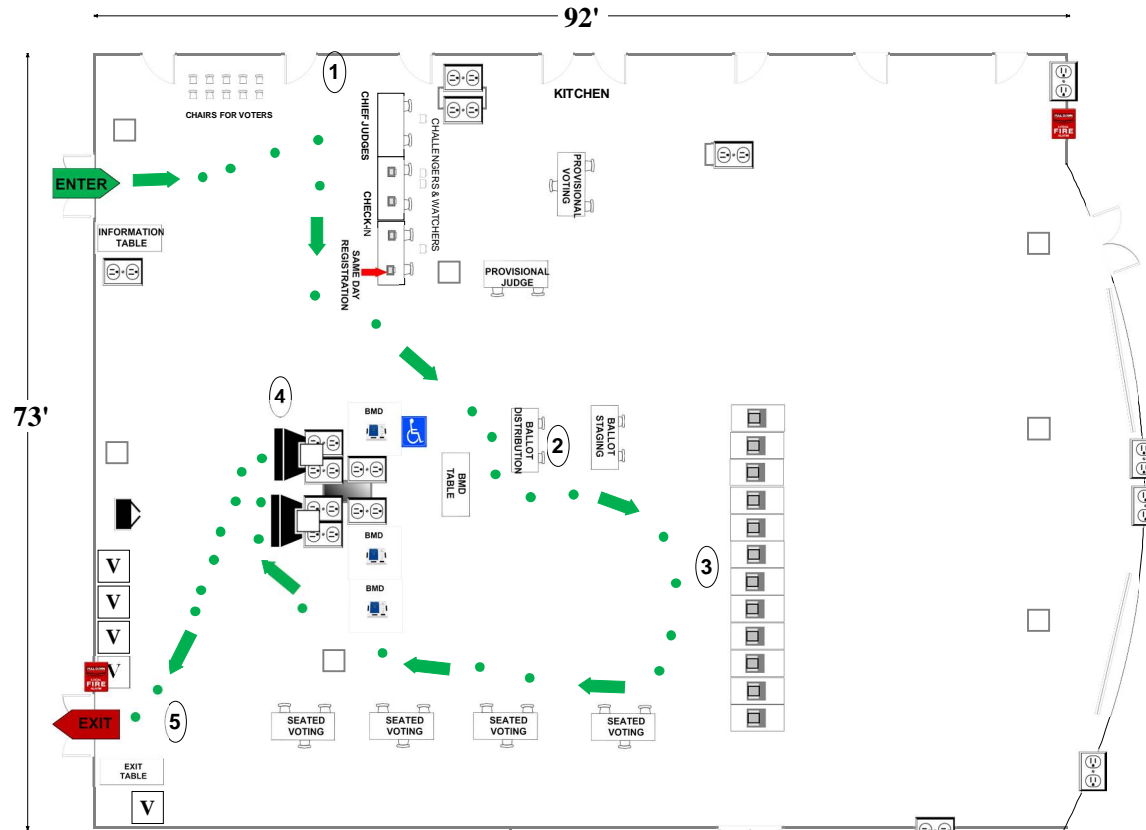 92'
1
KITCHEN
CHAIRS FOR VOTERS
CHIEF JUDGES
CHALLENGERS & WATCHERS
CHECK-IN
SAME DAY
REGISTRATION
PROVISIONAL
VOTING
FIRE
ENTER
INFORMATION
TABLE
PROVISIONAL
JUDGE
73'
4
BMD
BALLOT
DISTRIBUTION
2
BALLOT
STAGING
BMD
TABLE
BMD
3
BMD
V
V
V
V
FIRE
EXIT
5
SEATED
VOTING
SEATED
VOTING
SEATED
VOTING
SEATED
VOTING
EXIT
TABLE
V